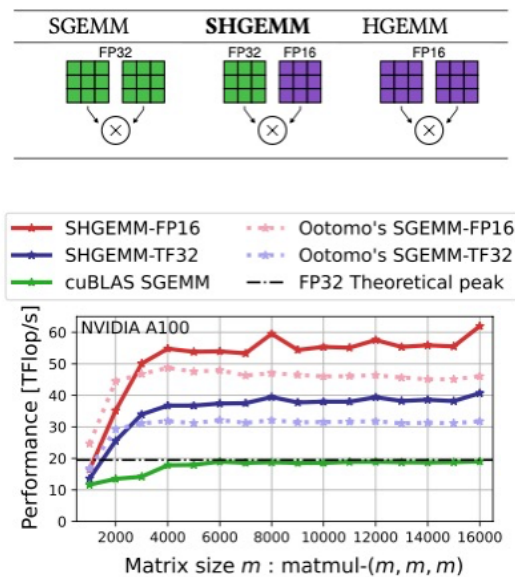 SGEMM SHGEMM HGEMM
FP32 FP32 FP16 FP16
SHGEMM-FP16 Ootomo's SGEMM-FP16
SHGEMM-TF32 Ootomo's SGEMM-TF32
cuBLAS SGEMM FP32 Theoretical peak
NVIDIA A100
Performance [TFlop/s]
60
50
40
30
20
10
0
2000 4000 6000 8000 10000 12000 14000 16000
Matrix size m : matmul-(m, m, m)